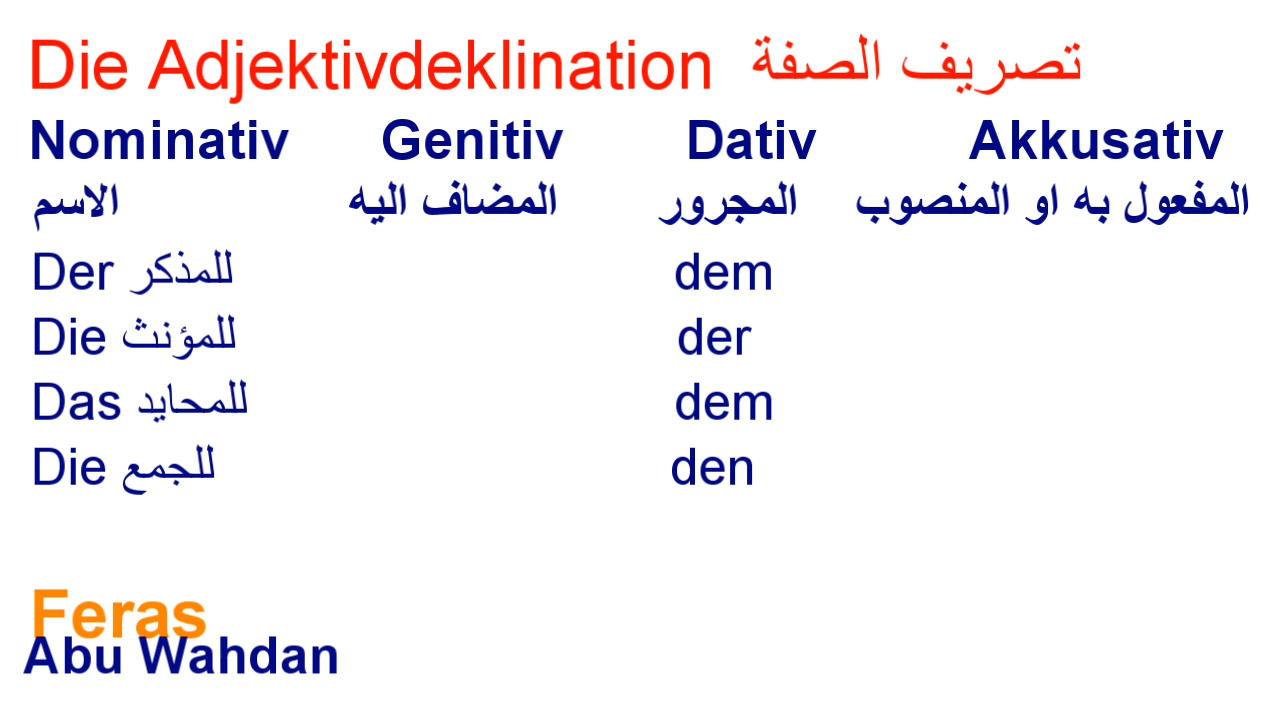 Die Adjektivdeklination تصريف الصفة
Nominativ Genitiv Dativ Akkusativ
الاسم المضاف اليه المجرور المفعول به او المنصوب
Der للمذكر dem
Die للمؤنث der
Das للمحايد dem
Die للجمع den
Feras
Abu Wahdan